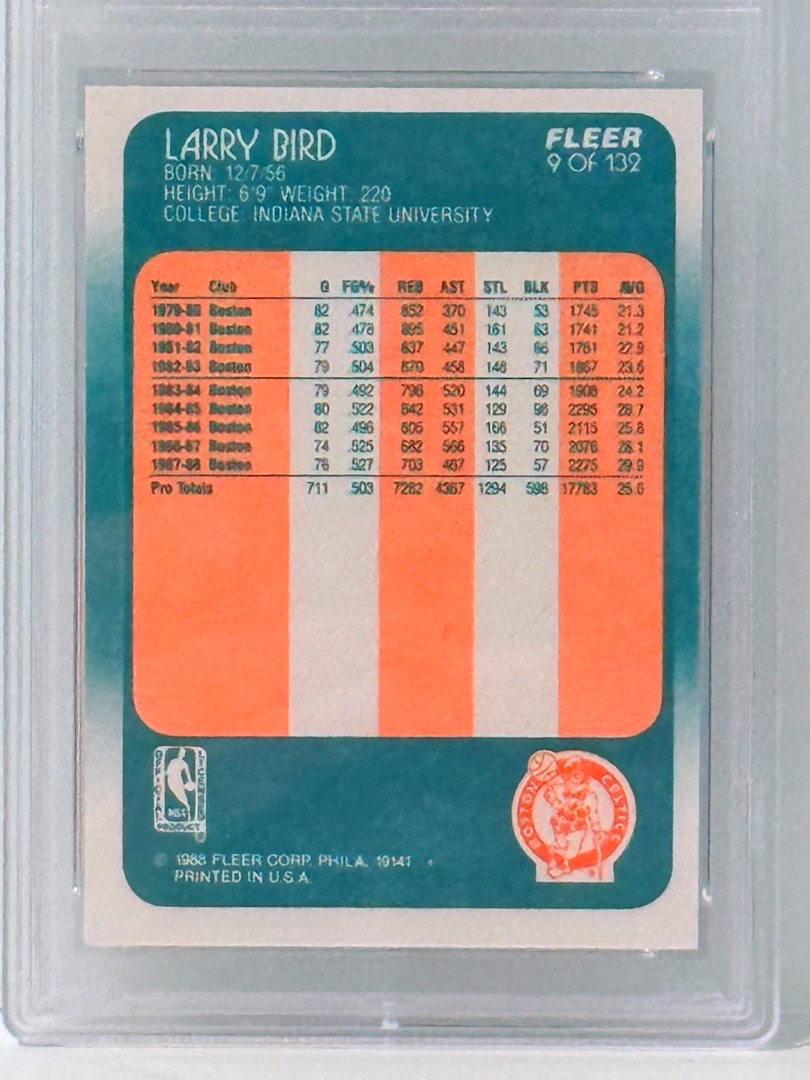 LARRY BIRD
BORN: 12/7/56
HEIGHT: 6'9" WEIGHT: 220
COLLEGE: INDIANA STATE UNIVERSITY
FLEER
9 OF 132
Year Club G FG% REB AST STL BLK PTS AVG
1979-80 Boston 82 .474 852 370 143 53 1745 21.3
1980-81 Boston 82 .478 895 451 161 63 1741 21.2
1981-82 Boston 77 .503 837 447 143 66 1761 22.9
1982-83 Boston 79 .504 870 458 148 71 1867 23.6
1983-84 Boston 79 .492 796 520 144 69 1908 24.2
1984-85 Boston 80 .522 842 531 129 98 2295 28.7
1985-86 Boston 82 .496 805 557 166 51 2115 25.8
1986-87 Boston 74 .525 682 566 135 70 2076 28.1
1987-88 Boston 76 .527 703 467 125 57 2275 29.9
Pro Totals 711 .503 7282 4367 1294 598 17783 25.0
OFFICIAL LICENSED
NBA
PRODUCT
BOSTON CELTICS
© 1988 FLEER CORP. PHILA. 19141
PRINTED IN U.S.A.